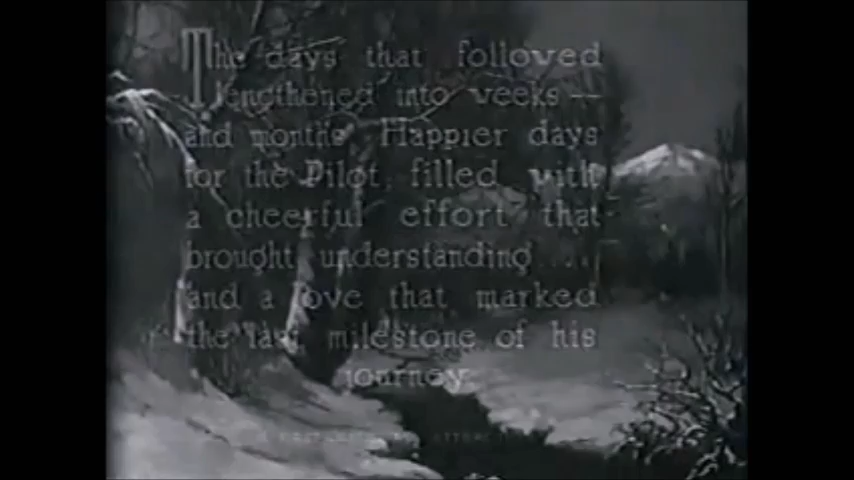 The days that followed
lengthened into weeks —
and months Happier days
for the Pilot, filled with
a cheerful effort that
brought understanding ....
and a love that marked
the last milestone of his
journey.